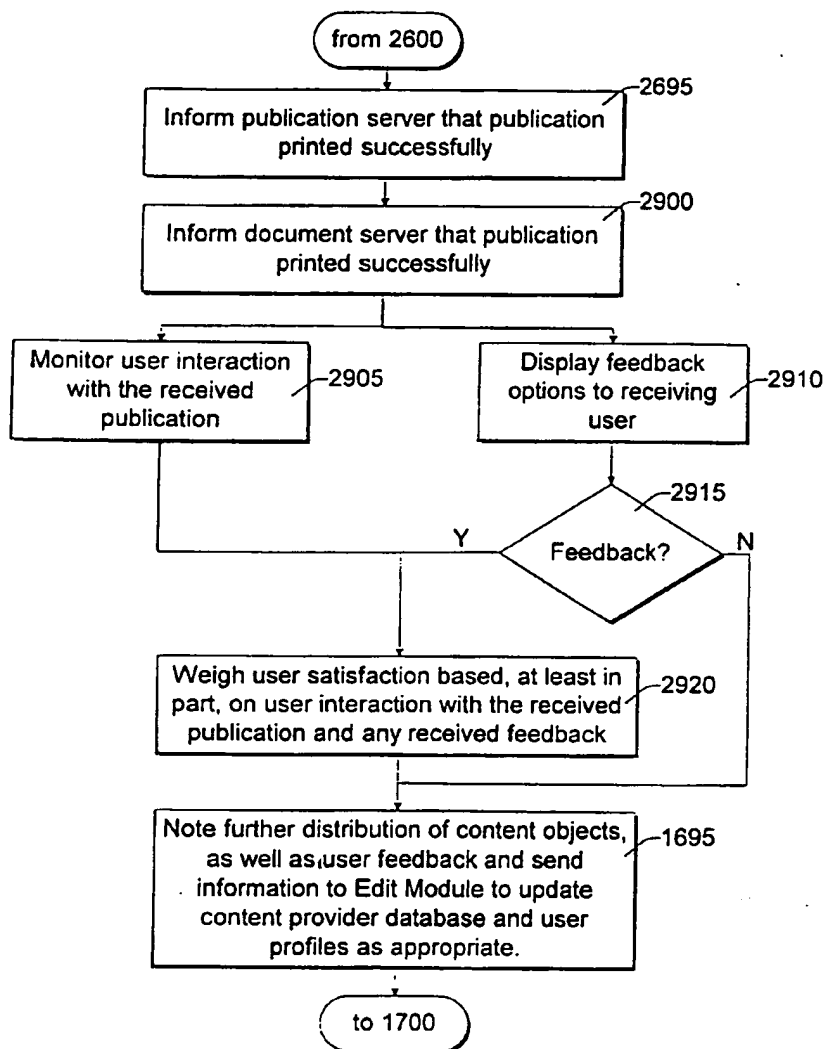 from 2600
2695
Inform publication server that publication
printed successfully
2900
Inform document server that publication
printed successfully
Monitor user interaction
with the received
publication
2905
Display feedback
options to receiving
user
2910
2915
Feedback?
Y
N
Weigh user satisfaction based, at least in
part, on user interaction with the received
publication and any received feedback
2920
Note further distribution of content objects,
as well as user feedback and send
information to Edit Module to update
content provider database and user
profiles as appropriate.
1695
to 1700